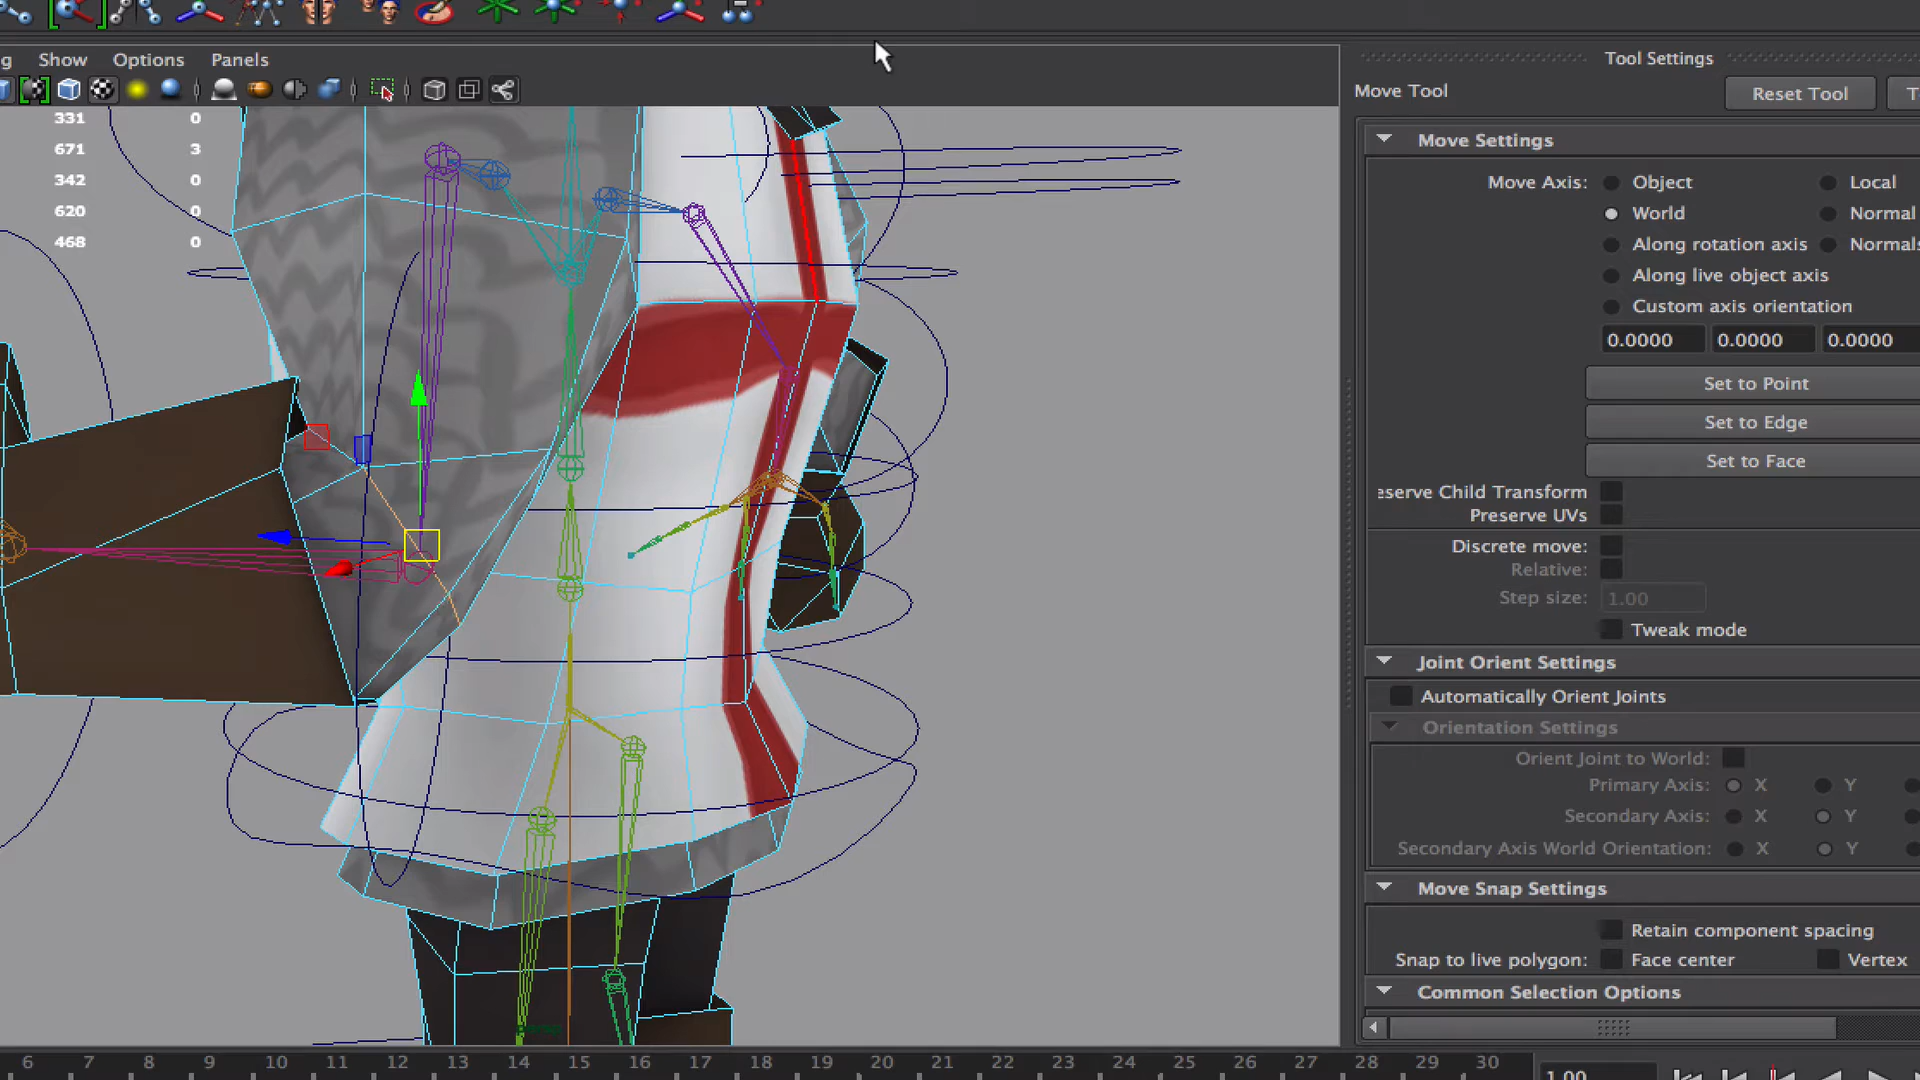 g Show Options Panels
331 0
671 3
342 0
620 0
468 0
Tool Settings
Move Tool
Reset Tool
Move Settings
Move Axis: Object Local
World Normal
Along rotation axis Normals
Along live object axis
Custom axis orientation
0.0000 0.0000 0.0000
Set to Point
Set to Edge
Set to Face
eserve Child Transform
Preserve UVs
Discrete move:
Relative:
Step size: 1.00
Tweak mode
Joint Orient Settings
Automatically Orient Joints
Orientation Settings
Orient Joint to World:
Primary Axis: X Y
Secondary Axis: X Y
Secondary Axis World Orientation: X Y
Move Snap Settings
Retain component spacing
Snap to live polygon: Face center Vertex
Common Selection Options
6 7 8 9 10 11 12 13 14 15 16 17 18 19 20 21 22 23 24 25 26 27 28 29 30
1.00